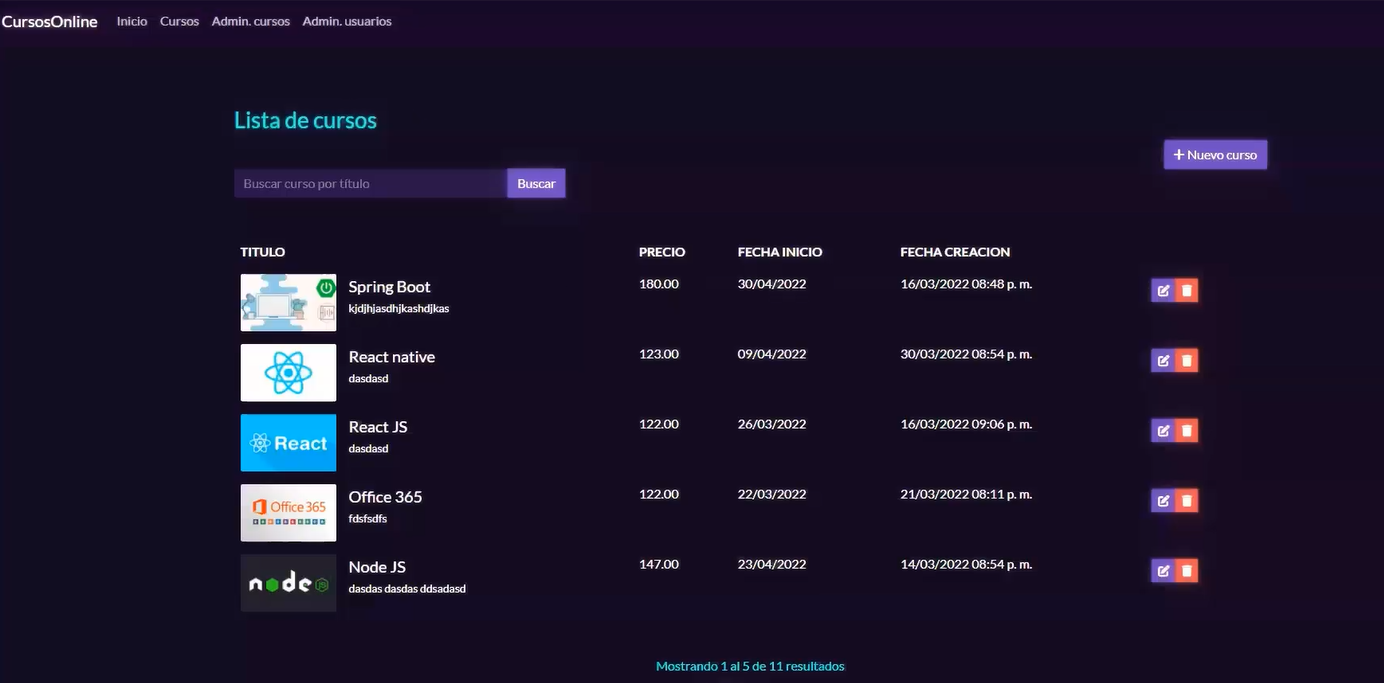 CursosOnline Inicio Cursos Admin. cursos Admin. usuarios
Lista de cursos
+ Nuevo curso
Buscar curso por título Buscar
TITULO PRECIO FECHA INICIO FECHA CREACION
Spring Boot 180.00 30/04/2022 16/03/2022 08:48 p. m.
kjdjhjasdhjkashdjkas
React native 123.00 09/04/2022 30/03/2022 08:54 p. m.
dasdasd
React
React JS 122.00 26/03/2022 16/03/2022 09:06 p. m.
dasdasd
Office 365
Office 365 122.00 22/03/2022 21/03/2022 08:11 p. m.
fdsfsdfs
node JS
Node JS 147.00 23/04/2022 14/03/2022 08:54 p. m.
dasdas dasdas ddsadasd
Mostrando 1 al 5 de 11 resultados